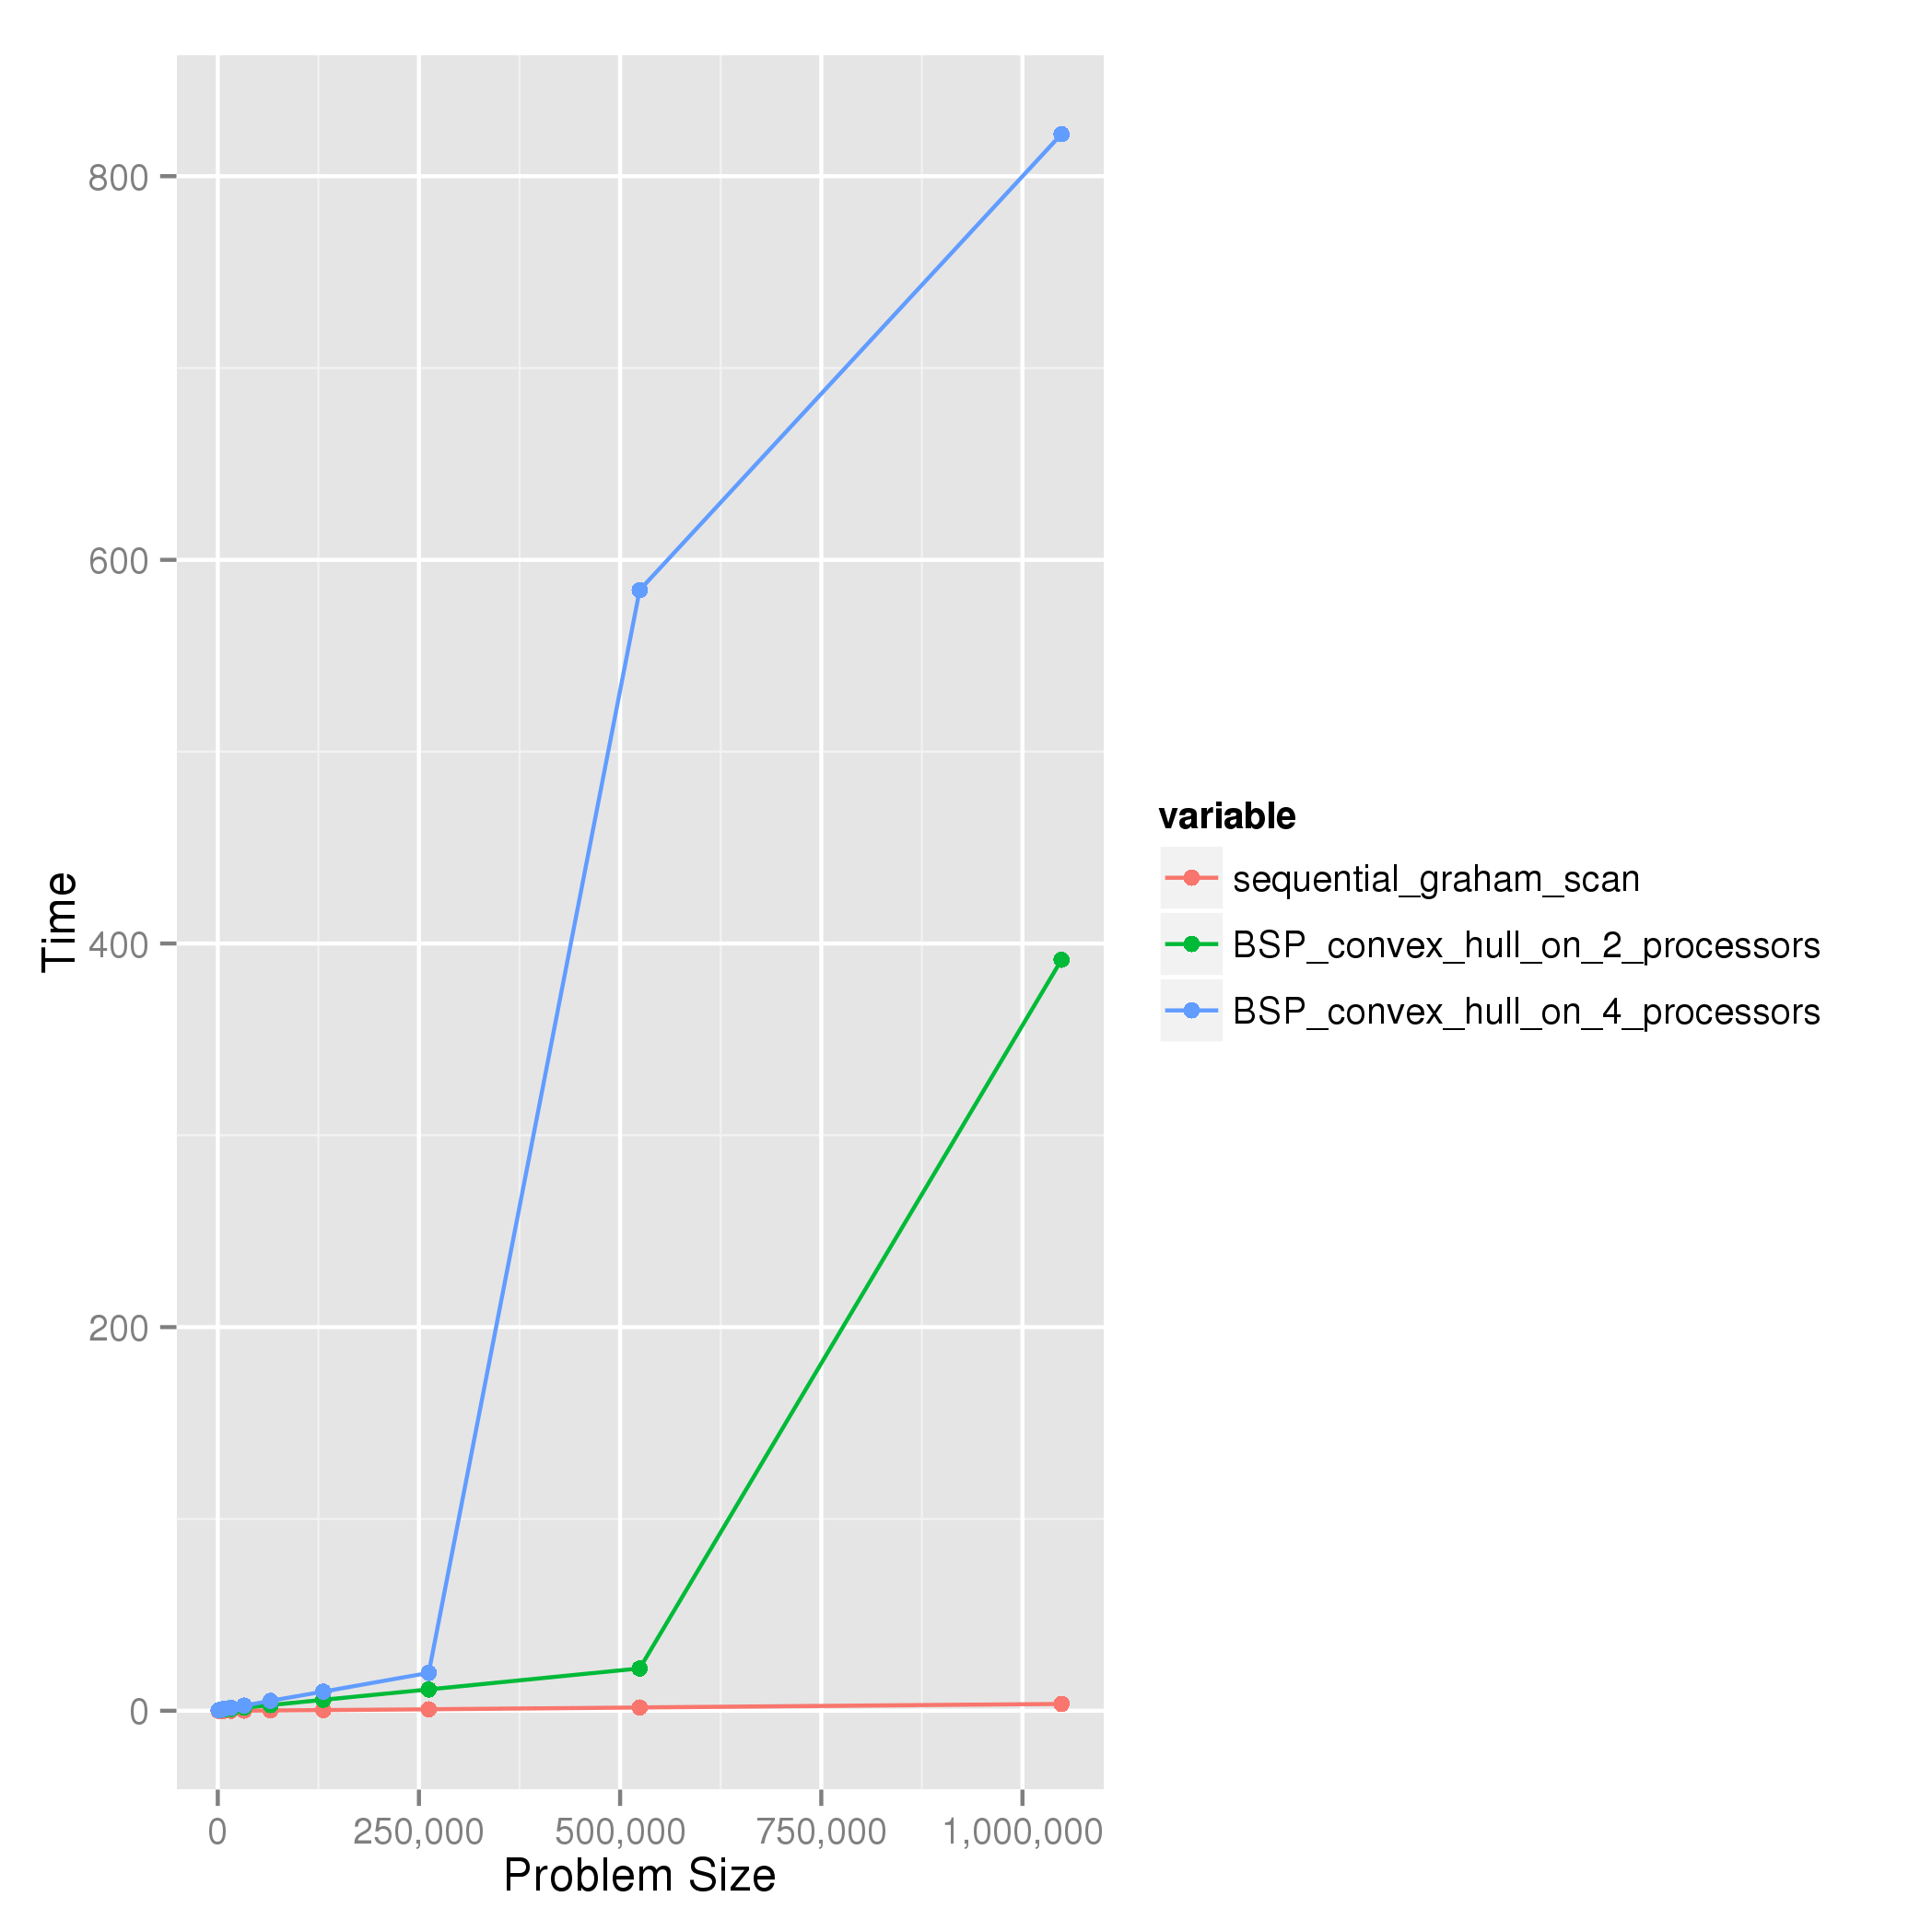 800
600
400
200
0
Time
0 250,000 500,000 750,000 1,000,000
Problem Size
variable
sequential_graham_scan
BSP_convex_hull_on_2_processors
BSP_convex_hull_on_4_processors